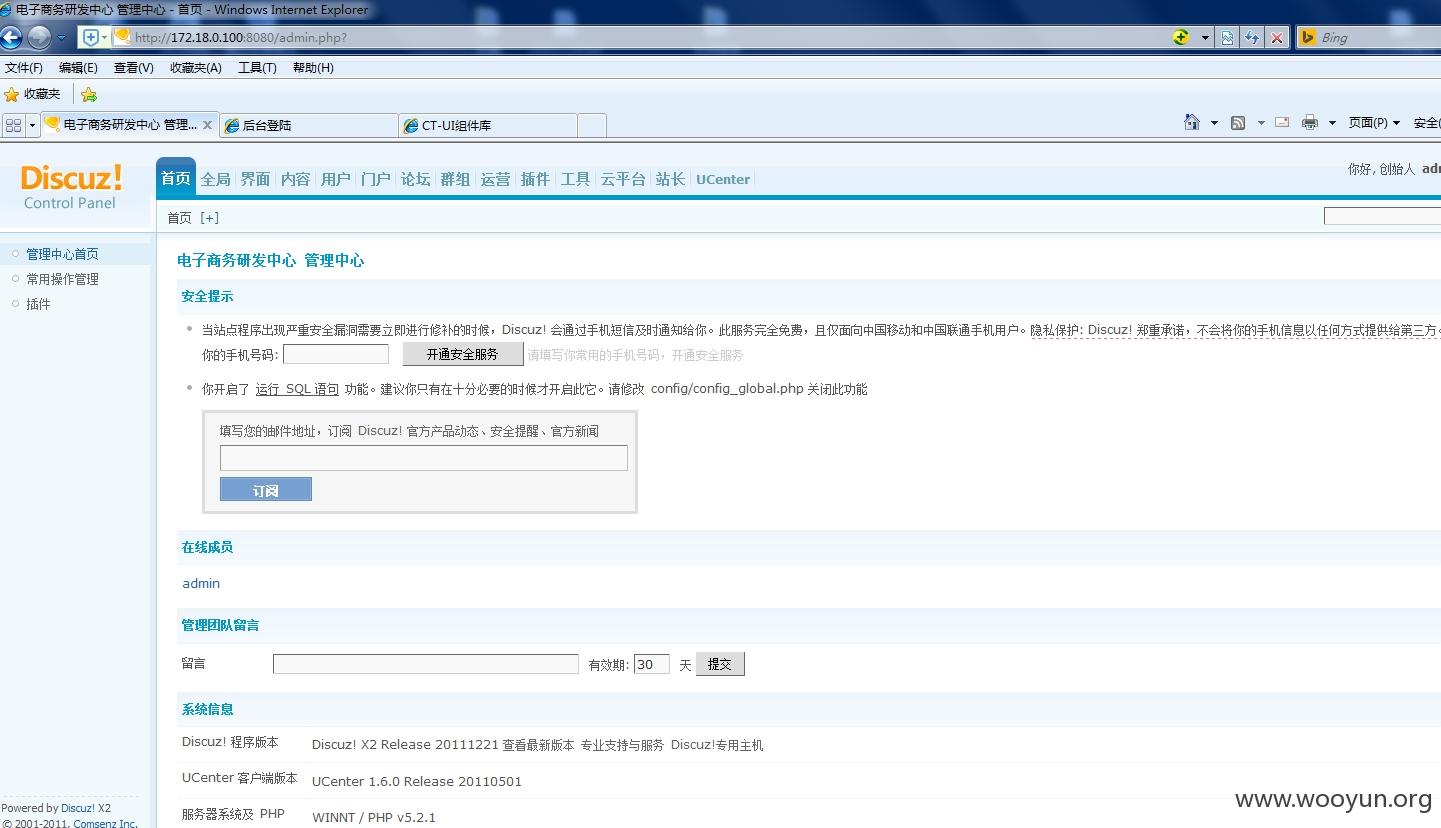 电子商务研发中心 管理中心 - 首页 - Windows Internet Explorer
http://172.18.0.100:8080/admin.php?
Bing
文件(F) 编辑(E) 查看(V) 收藏夹(A) 工具(T) 帮助(H)
收藏夹
电子商务研发中心 管理... 后台登陆 CT-UI组件库
页面(P) 安全(
Discuz!
Control Panel
首页 全局 界面 内容 用户 门户 论坛 群组 运营 插件 工具 云平台 站长 UCenter
你好, 创始人 adm
首页 [+]
管理中心首页
常用操作管理
插件
电子商务研发中心 管理中心
安全提示
当站点程序出现严重安全漏洞需要立即进行修补的时候，Discuz! 会通过手机短信及时通知给你。此服务完全免费，且仅面向中国移动和中国联通手机用户。隐私保护: Discuz! 郑重承诺，不会将你的手机信息以任何方式提供给第三方。
你的手机号码: 开通安全服务 请填写你常用的手机号码，开通安全服务
你开启了 运行 SQL 语句 功能。建议你只有在十分必要的时候才开启此它。请修改 config/config_global.php 关闭此功能
填写您的邮件地址，订阅 Discuz! 官方产品动态、安全提醒、官方新闻
订阅
在线成员
admin
管理团队留言
留言 有效期: 30 天 提交
系统信息
Discuz! 程序版本 Discuz! X2 Release 20111221 查看最新版本 专业支持与服务 Discuz!专用主机
UCenter 客户端版本 UCenter 1.6.0 Release 20110501
服务器系统及 PHP WINNT / PHP v5.2.1
Powered by Discuz! X2
© 2001-2011, Comsenz Inc.
www.wooyun.org